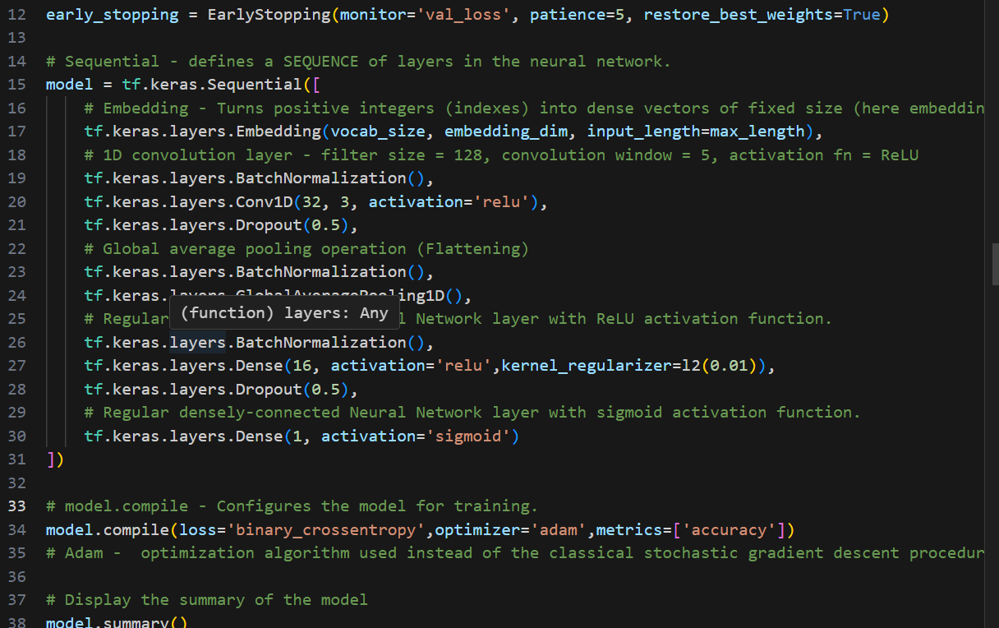 12 early_stopping = EarlyStopping(monitor='val_loss', patience=5, restore_best_weights=True)
13
14 # Sequential - defines a SEQUENCE of layers in the neural network.
15 model = tf.keras.Sequential([
16 # Embedding - Turns positive integers (indexes) into dense vectors of fixed size (here embeddin
17 tf.keras.layers.Embedding(vocab_size, embedding_dim, input_length=max_length),
18 # 1D convolution layer - filter size = 128, convolution window = 5, activation fn = ReLU
19 tf.keras.layers.BatchNormalization(),
20 tf.keras.layers.Conv1D(32, 3, activation='relu'),
21 tf.keras.layers.Dropout(0.5),
22 # Global average pooling operation (Flattening)
23 tf.keras.layers.BatchNormalization(),
24 tf.keras.layers.GlobalAveragePooling1D(),
(function) layers: Any
25 # Regular l Network layer with ReLU activation function.
26 tf.keras.layers.BatchNormalization(),
27 tf.keras.layers.Dense(16, activation='relu',kernel_regularizer=l2(0.01)),
28 tf.keras.layers.Dropout(0.5),
29 # Regular densely-connected Neural Network layer with sigmoid activation function.
30 tf.keras.layers.Dense(1, activation='sigmoid')
31 ])
32
33 # model.compile - Configures the model for training.
34 model.compile(loss='binary_crossentropy',optimizer='adam',metrics=['accuracy'])
35 # Adam -  optimization algorithm used instead of the classical stochastic gradient descent procedur
36
37 # Display the summary of the model
38 model.summary()